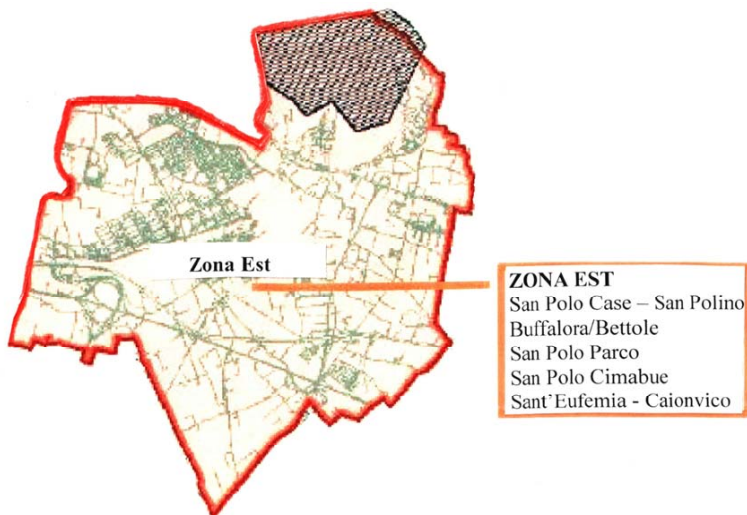 Zona Est
ZONA EST
San Polo Case – San Polino
Buffalora/Bettole
San Polo Parco
San Polo Cimabue
Sant'Eufemia - Caionvico